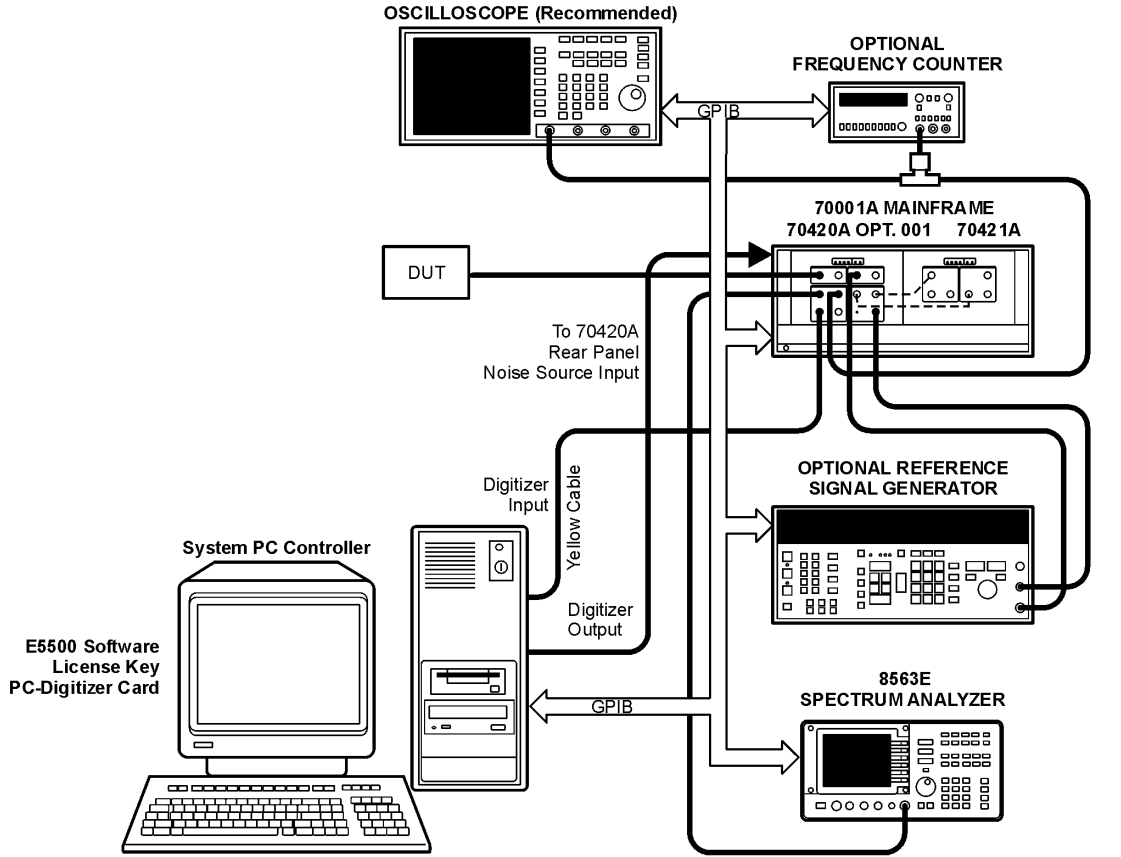 OSCILLOSCOPE (Recommended)
OPTIONAL
FREQUENCY COUNTER
GPIB
70001A MAINFRAME
70420A OPT. 001 70421A
DUT
To 70420A
Rear Panel
Noise Source Input
OPTIONAL REFERENCE
SIGNAL GENERATOR
Digitizer
Input
Yellow Cable
System PC Controller
Digitizer
Output
E5500 Software
License Key
PC-Digitizer Card
GPIB
8563E
SPECTRUM ANALYZER